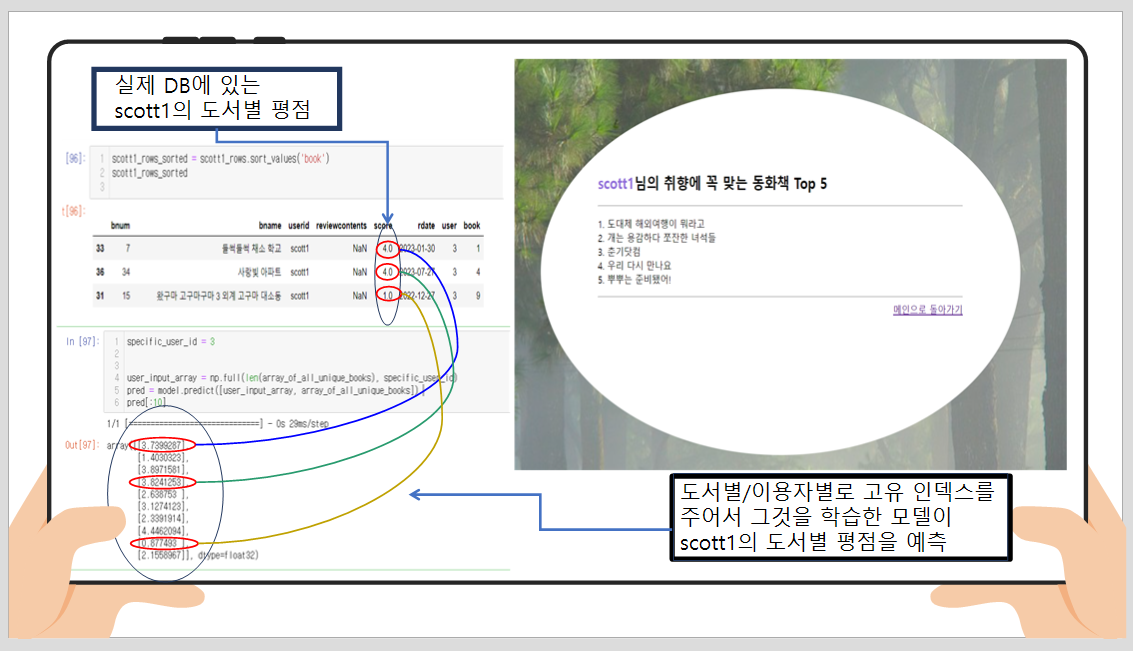 실제 DB에 있는
scott1의 도서별 평점
[96]:
1 scott1_rows_sorted = scott1_rows.sort_values('book')
2 scott1_rows_sorted
3
t[96]:
bnum bname userid reviewcontents score rdate user book
33 7 들썩들썩 채소 학교 scott1 NaN 4.0 2023-01-30 3 1
36 34 사랑빛 아파트 scott1 NaN 4.0 2023-07-27 3 4
31 15 왔구마 고구마구마 3 외계 고구마 대소동 scott1 NaN 1.0 2022-12-27 3 9
In [97]:
1 specific_user_id = 3
2
3
4 user_input_array = np.full(len(array_of_all_unique_books), specific_user_id)
5 pred = model.predict([user_input_array, array_of_all_unique_books])
6 pred[:10]
1/1 [==============================] - 0s 29ms/step
Out[97]: array([[3.7399287],
[1.4030323],
[3.8971581],
[3.8241253],
[2.638753 ],
[3.1274123],
[2.3391914],
[4.4462094],
[0.877493 ],
[2.1558967]], dtype=float32)
scott1님의 취향에 꼭 맞는 동화책 Top 5
1. 도대체 해외여행이 뭐라고
2. 개는 용감하다 쪼잔한 녀석들
3. 춘기닷컴
4. 우리 다시 만나요
5. 뿌뿌는 준비됐어!
메인으로 돌아가기
도서별/이용자별로 고유 인덱스를
주어서 그것을 학습한 모델이
scott1의 도서별 평점을 예측